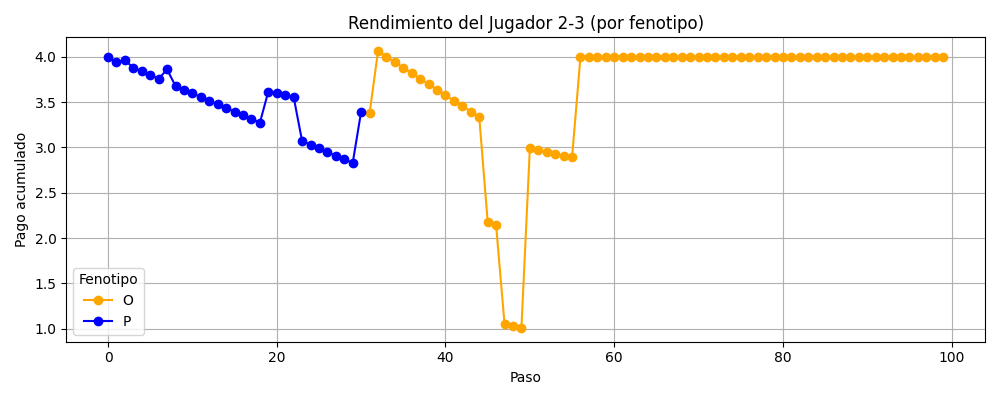 Rendimiento del Jugador 2-3 (por fenotipo)
Pago acumulado
4.0
3.5
3.0
2.5
2.0
1.5
1.0
Fenotipo
O
P
0 20 40 60 80 100
Paso